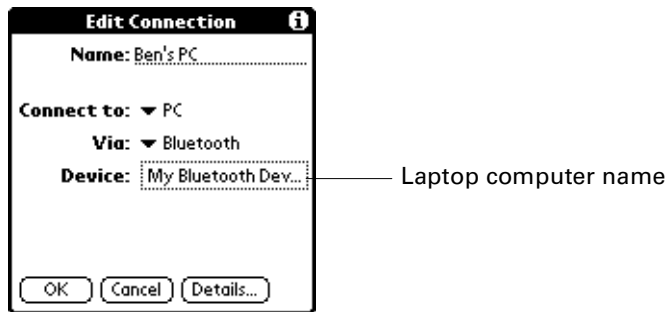 Edit Connection
Name: Ben's PC
Connect to: PC
Via: Bluetooth
Device: My Bluetooth Dev... Laptop computer name
OK Cancel Details...